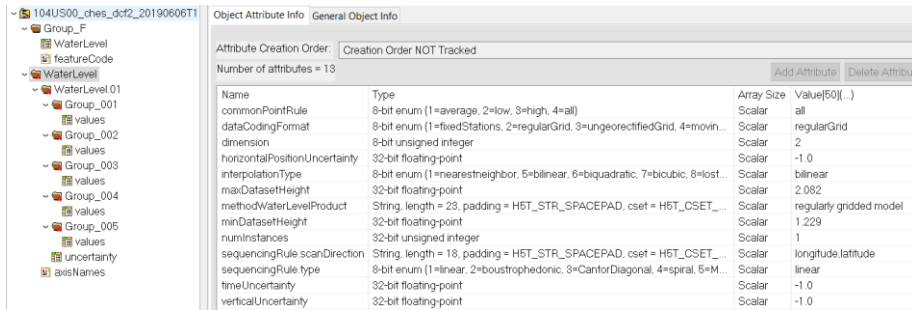 104US00_ches_dcf2_20190606T1
Group_F
WaterLevel
featureCode
WaterLevel
WaterLevel.01
Group_001
values
Group_002
values
Group_003
values
Group_004
values
Group_005
values
uncertainty
axisNames
Object Attribute Info General Object Info
Attribute Creation Order: Creation Order NOT Tracked
Number of attributes = 13
Add Attribute Delete Attribu
Name Type Array Size Value[50](...)
commonPointRule 8-bit enum (1=average, 2=low, 3=high, 4=all) Scalar all
dataCodingFormat 8-bit enum (1=fixedStations, 2=regularGrid, 3=ungeorectifiedGrid, 4=movin... Scalar regularGrid
dimension 8-bit unsigned integer Scalar 2
horizontalPositionUncertainty 32-bit floating-point Scalar -1.0
interpolationType 8-bit enum (1=nearestneighbor, 5=bilinear, 6=biquadratic, 7=bicubic, 8=lost... Scalar bilinear
maxDatasetHeight 32-bit floating-point Scalar 2.082
methodWaterLevelProduct String, length = 23, padding = H5T_STR_SPACEPAD, cset = H5T_CSET_... Scalar regularly gridded model
minDatasetHeight 32-bit floating-point Scalar 1.229
numInstances 32-bit unsigned integer Scalar 1
sequencingRule.scanDirection String, length = 18, padding = H5T_STR_SPACEPAD, cset = H5T_CSET_... Scalar longitude,latitude
sequencingRule.type 8-bit enum (1=linear, 2=boustrophedonic, 3=CantorDiagonal, 4=spiral, 5=M... Scalar linear
timeUncertainty 32-bit floating-point Scalar -1.0
verticalUncertainty 32-bit floating-point Scalar -1.0